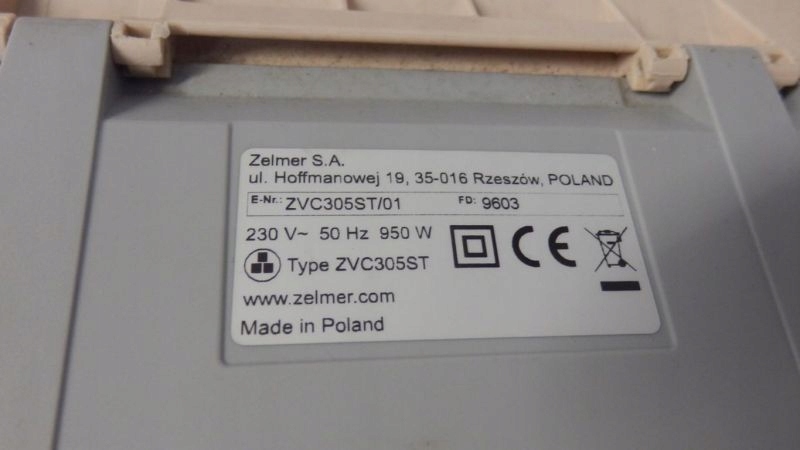 Zelmer S.A.
ul. Hoffmanowej 19, 35-016 Rzeszów, POLAND
E-Nr.: ZVC305ST/01 FD: 9603
230 V~ 50 Hz 950 W
Type ZVC305ST
www.zelmer.com
Made in Poland
CE